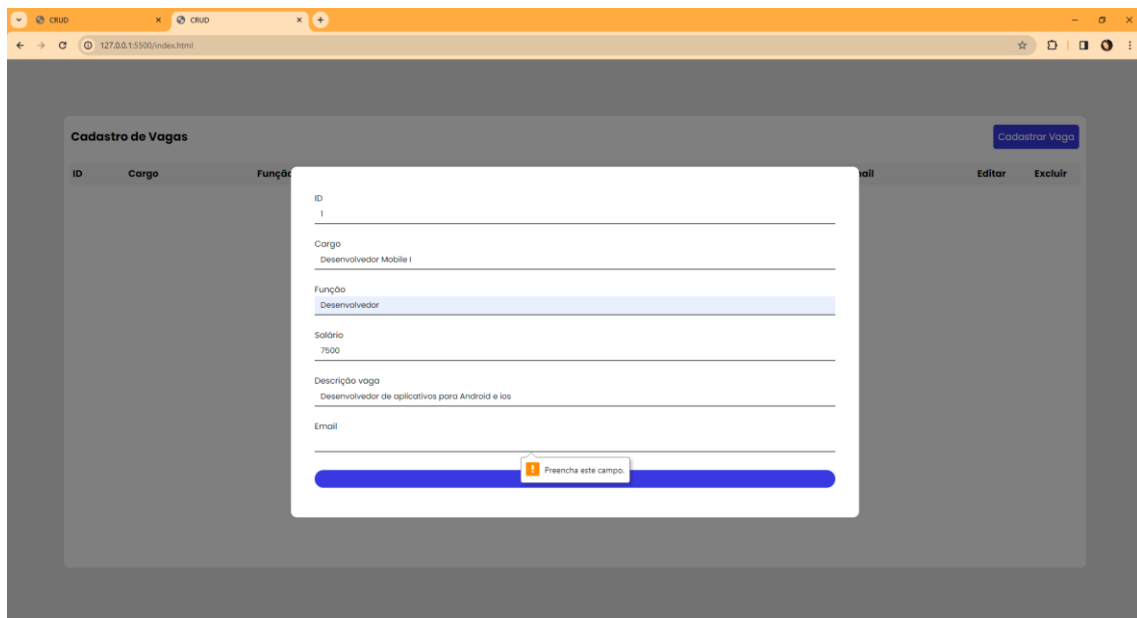 CRUD
CRUD
127.0.0.1:5500/index.html
Cadastro de Vagas
Cadastrar Vaga
ID Cargo Editar Excluir
ID
1
Cargo
Desenvolvedor Mobile I
Função
Desenvolvedor
Salário
7500
Descrição vaga
Desenvolvedor de aplicativos para Android e ios
Email
Preencha este campo.